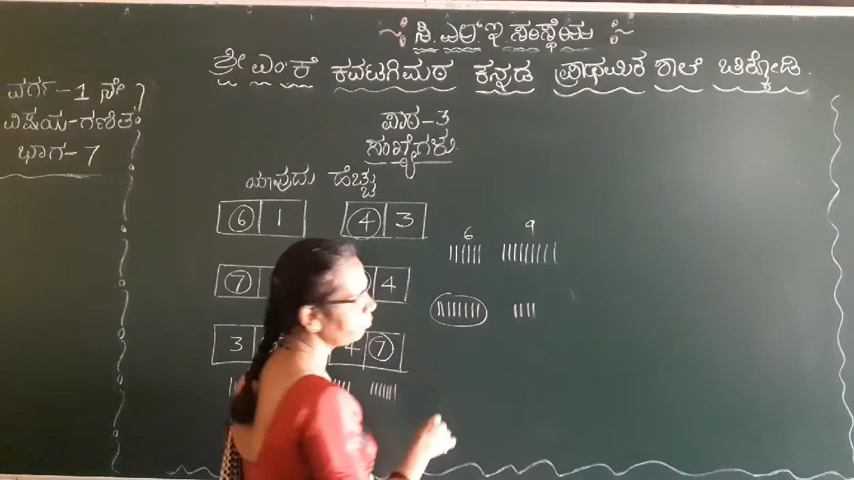 ಸಿ.ಎಲ್.ಇ ಸಂಸ್ಥೆಯ
ಶ್ರೀ ಎಂ.ಕೆ ಕವಟಗಿಮಠ ಕನ್ನಡ ಪ್ರಾಥಮಿಕ ಶಾಲೆ ಚಿಕ್ಕೋಡಿ.
ವರ್ಗ-1 ನೇ
ವಿಷಯ-ಗಣಿತ
ಭಾಗ-7
ಪಾಠ-3
ಸಂಖ್ಯೆಗಳು
ಯಾವುದು ಹೆಚ್ಚು
6 1 4 3
6 9
7 4
3 4 7